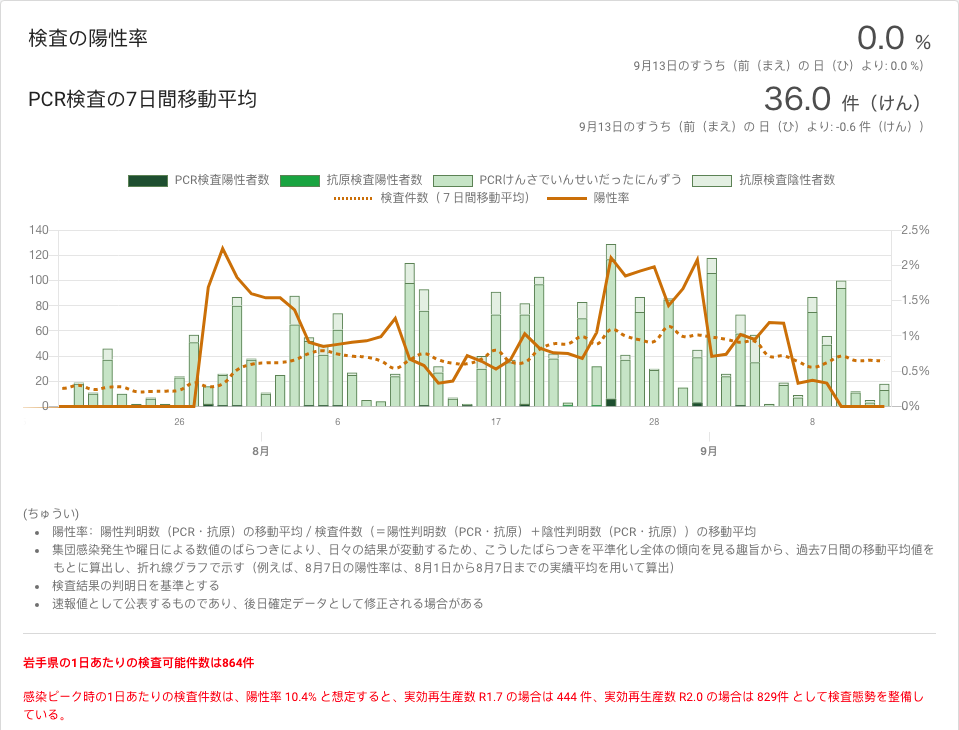 検査の陽性率
0.0 %
9月13日のすうち（前（まえ）の 日（ひ）より: 0.0 %）
PCR検査の7日間移動平均
36.0 件（けん）
9月13日のすうち（前（まえ）の 日（ひ）より: -0.6 件（けん））
PCR検査陽性者数 抗原検査陽性者数 PCRけんさでいんせいだったにんずう 抗原検査陰性者数
検査件数（７日間移動平均） 陽性率
140 2.5%
120 2%
100
80 1.5%
60 1%
40 0.5%
20
0 0%
26 6 17 28 8
8月 9月
(ちゅうい)
陽性率：陽性判明数（PCR・抗原）の移動平均 / 検査件数（＝陽性判明数（PCR・抗原）＋陰性判明数（PCR・抗原））の移動平均
集団感染発生や曜日による数値のばらつきにより、日々の結果が変動するため、こうしたばらつきを平準化し全体の傾向を見る趣旨から、過去7日間の移動平均値を
もとに算出し、折れ線グラフで示す（例えば、8月7日の陽性率は、8月1日から8月7日までの実績平均を用いて算出）
検査結果の判明日を基準とする
速報値として公表するものであり、後日確定データとして修正される場合がある
岩手県の1日あたりの検査可能件数は864件
感染ピーク時の1日あたりの検査件数は、陽性率 10.4% と想定すると、実効再生産数 R1.7 の場合は 444 件、実効再生産数 R2.0 の場合は 829件 として検査態勢を整備し
ている。